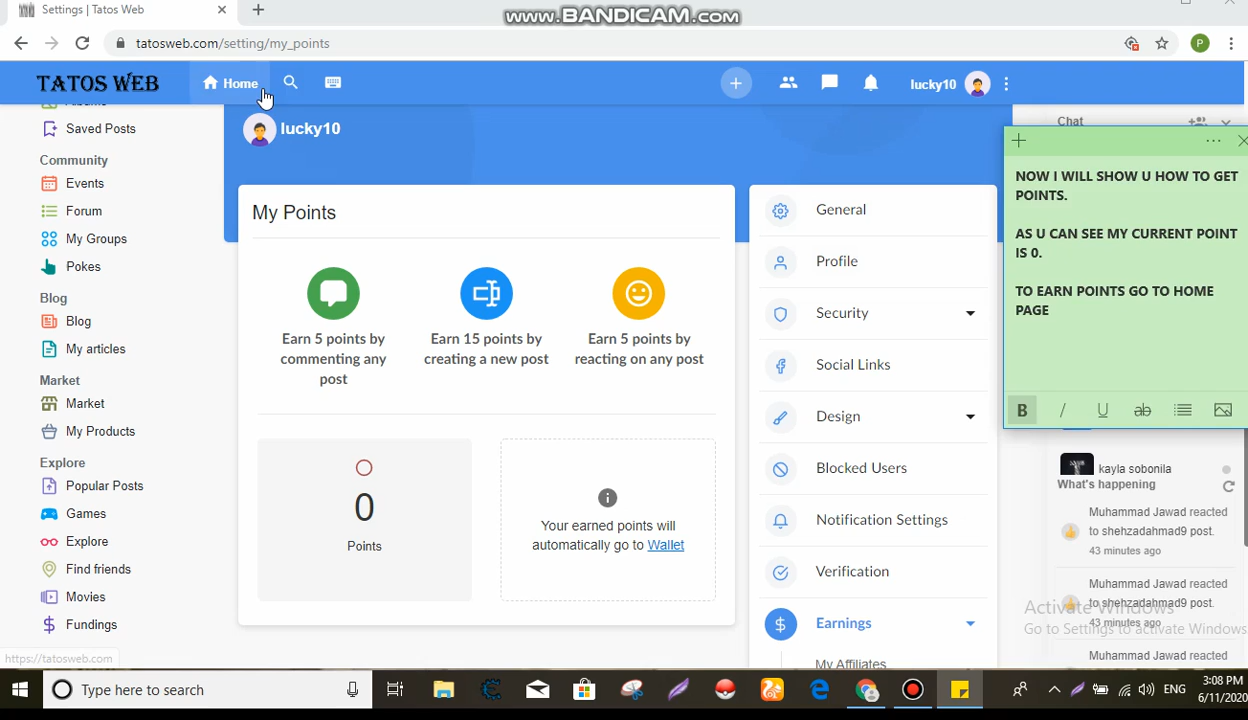 www.BANDICAM.com
Settings | Tatos Web
tatosweb.com/setting/my_points
P
TATOS WEB
Home
lucky10
lucky10
Saved Posts
Community
Events
Forum
My Groups
Pokes
Blog
Blog
My articles
Market
Market
My Products
Explore
Popular Posts
Games
Explore
Find friends
Movies
Fundings
https://tatosweb.com
My Points
Earn 5 points by
commenting any
post
Earn 15 points by
creating a new post
Earn 5 points by
reacting on any post
0
Points
Your earned points will
automatically go to Wallet
General
Profile
Security
Social Links
Design
Blocked Users
Notification Settings
Verification
Earnings
My Affiliates
Chat
NOW I WILL SHOW U HOW TO GET
POINTS.
AS U CAN SEE MY CURRENT POINT
IS 0.
TO EARN POINTS GO TO HOME
PAGE
B / U ab
kayla sobonila
What's happening
Muhammad Jawad reacted
to shehzadahmad9 post.
43 minutes ago
Muhammad Jawad reacted
to shehzadahmad9 post.
43 minutes ago
Muhammad Jawad reacted
Activate Windows
Go to Settings to activate Windows
Type here to search
ENG
3:08 PM
6/11/2020